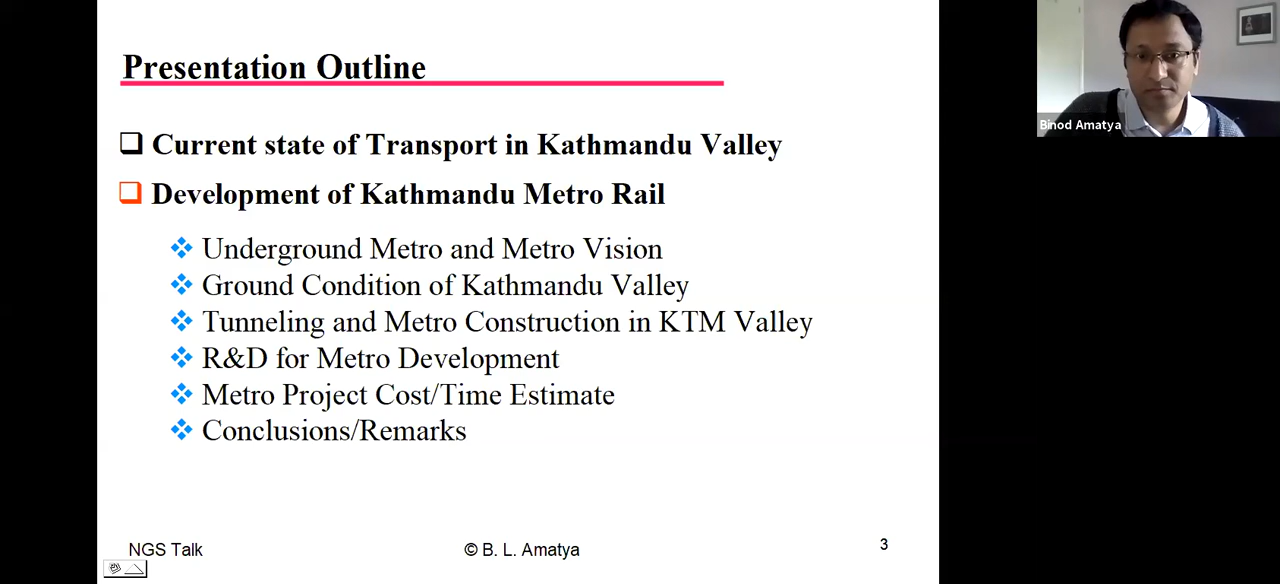 Presentation Outline
Current state of Transport in Kathmandu Valley
Development of Kathmandu Metro Rail
Underground Metro and Metro Vision
Ground Condition of Kathmandu Valley
Tunneling and Metro Construction in KTM Valley
R&D for Metro Development
Metro Project Cost/Time Estimate
Conclusions/Remarks
NGS Talk
© B. L. Amatya
3
Binod Amatya